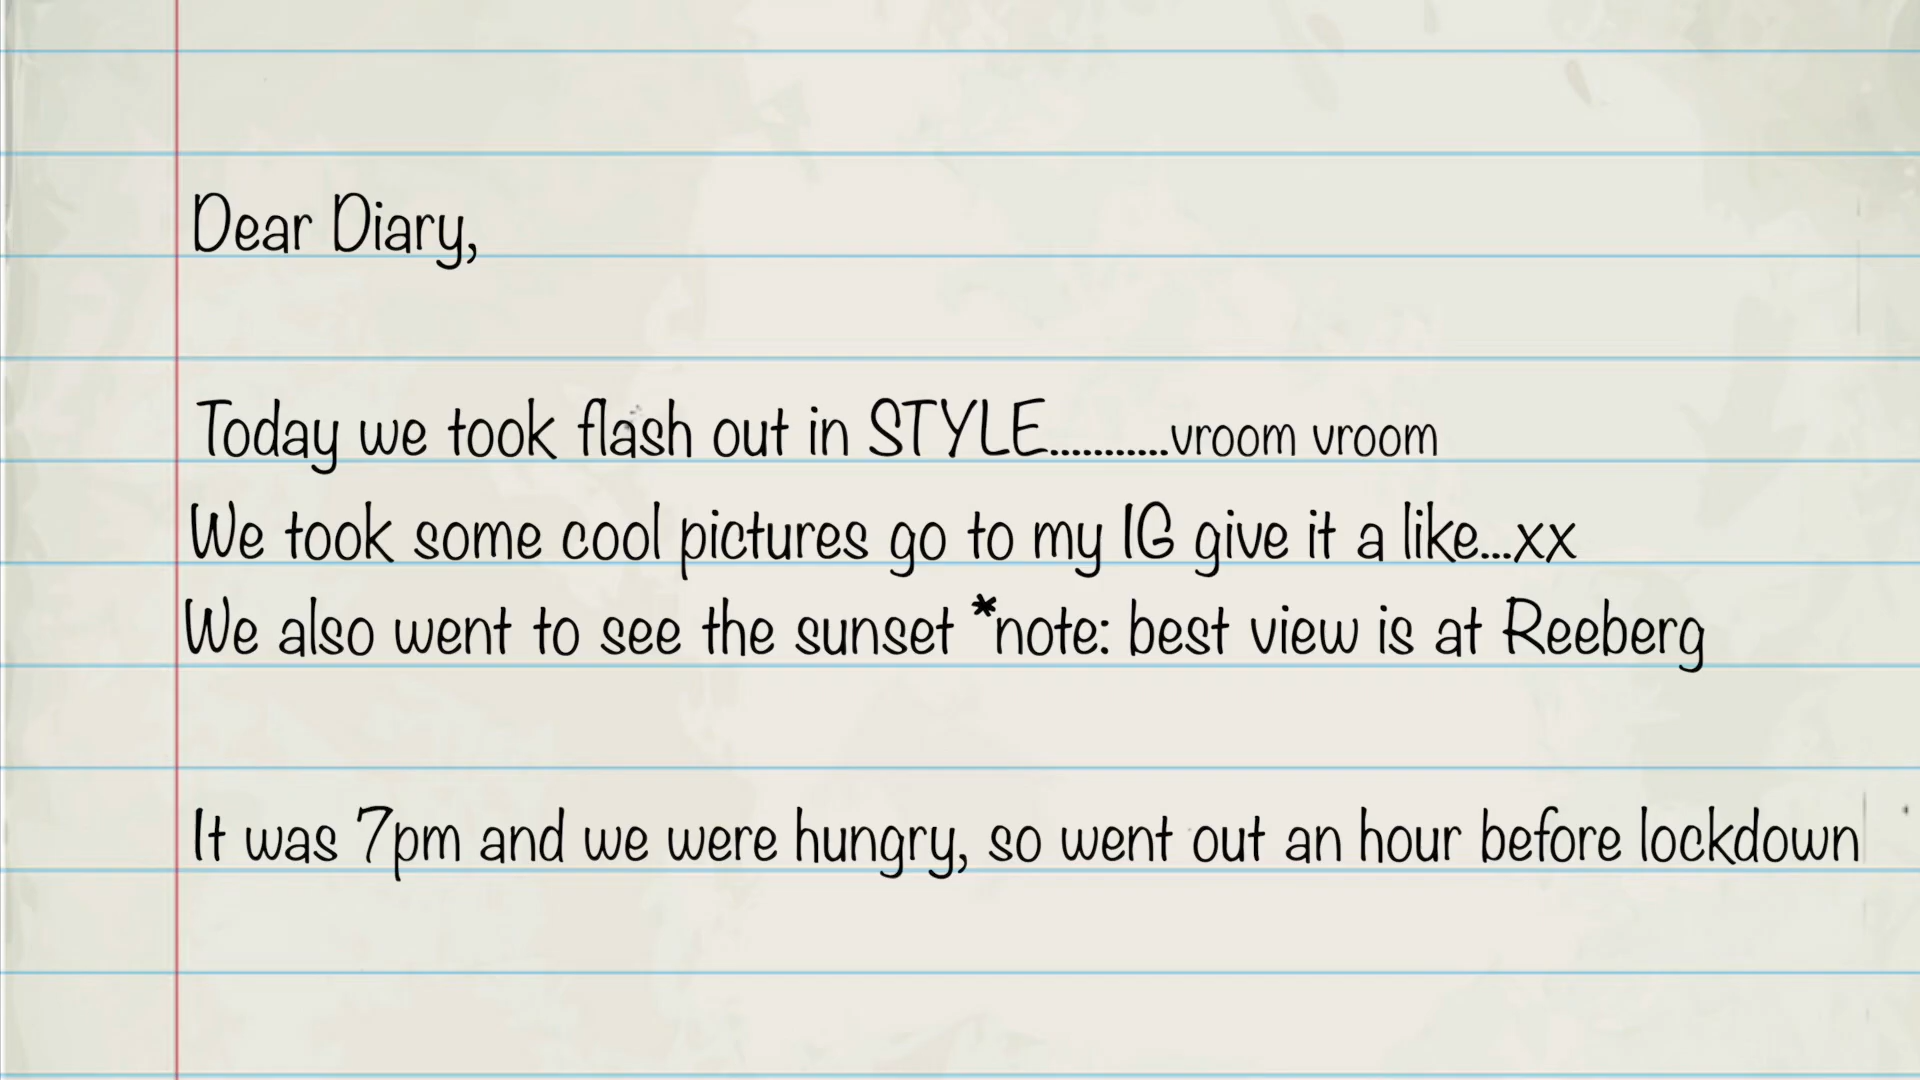 Dear Diary,
Today we took flash out in STYLE...........vroom vroom
We took some cool pictures go to my IG give it a like...xx
We also went to see the sunset *note: best view is at Reeberg
It was 7pm and we were hungry, so went out an hour before lockdown